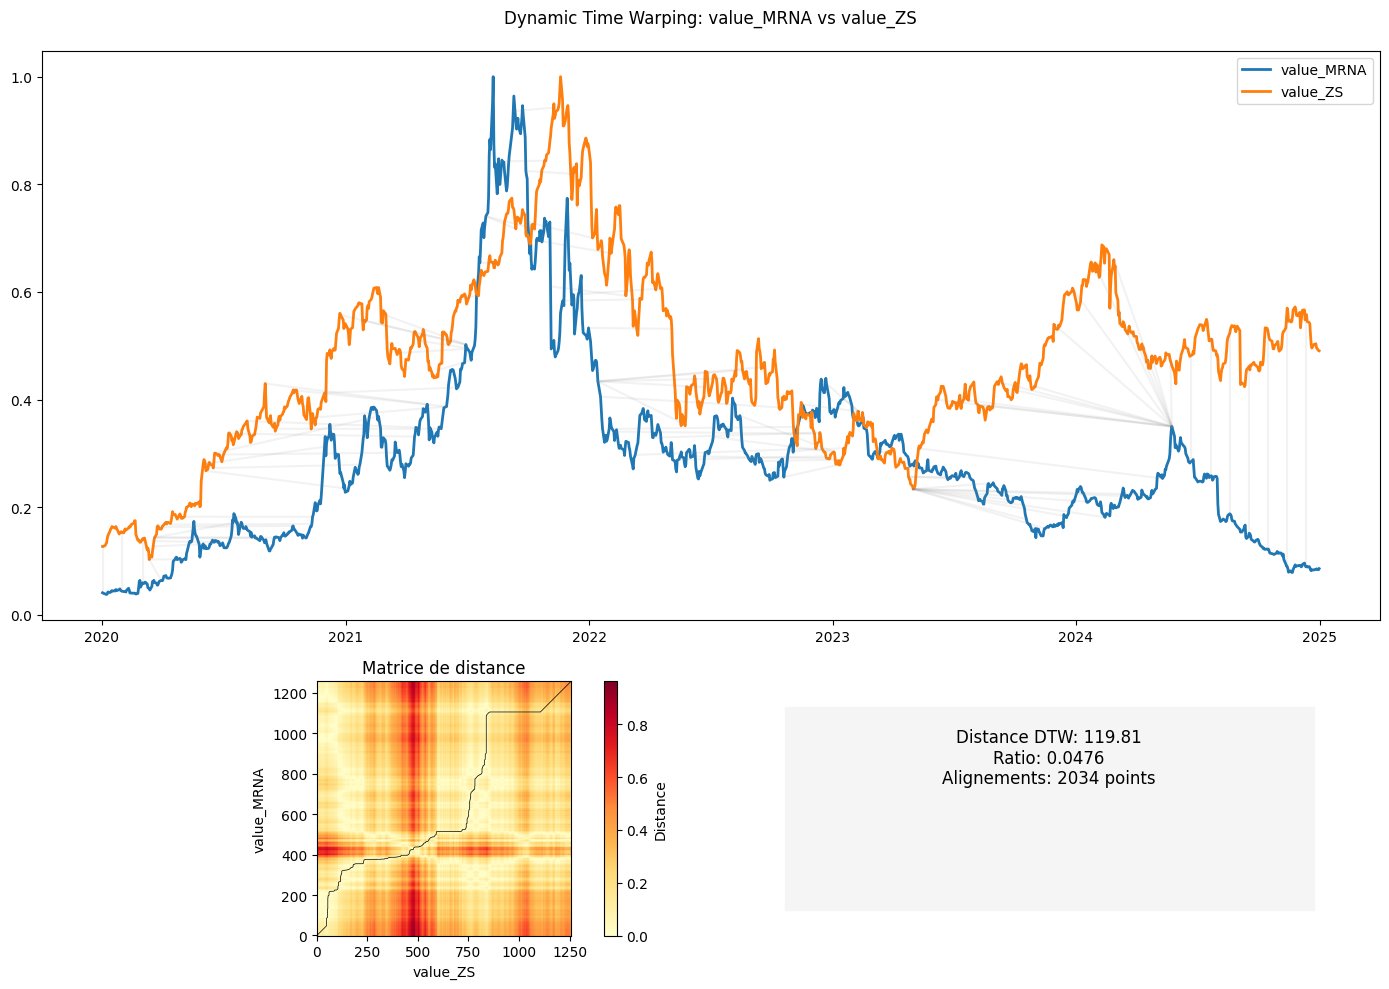 Dynamic Time Warping: value_MRNA vs value_ZS
value_MRNA
value_ZS
1.0
0.8
0.6
0.4
0.2
0.0
2020 2021 2022 2023 2024 2025
Matrice de distance
1200
1000
800
600
400
200
0
value_MRNA
0 250 500 750 1000 1250
value_ZS
0.8
0.6
0.4
0.2
0.0
Distance
Distance DTW: 119.81
Ratio: 0.0476
Alignements: 2034 points